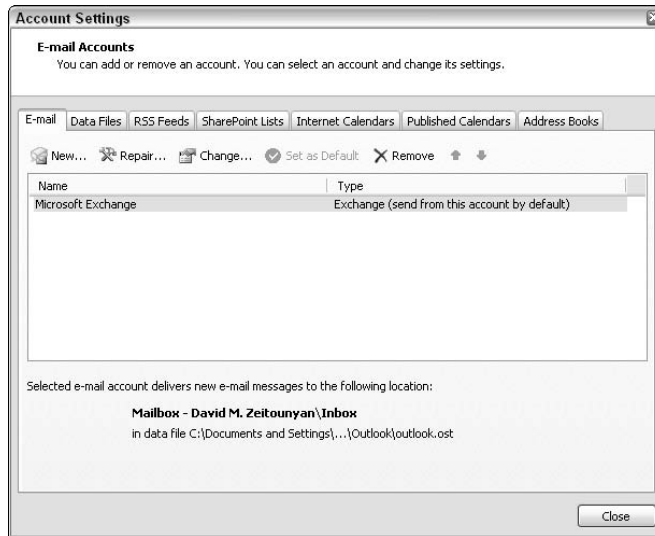 Account Settings
E-mail Accounts
You can add or remove an account. You can select an account and change its settings.
E-mail Data Files RSS Feeds SharePoint Lists Internet Calendars Published Calendars Address Books
New... Repair... Change... Set as Default Remove
Name Type
Microsoft Exchange Exchange (send from this account by default)
Selected e-mail account delivers new e-mail messages to the following location:
Mailbox - David M. Zeitounyan\Inbox
in data file C:\Documents and Settings\...\Outlook\outlook.ost
Close